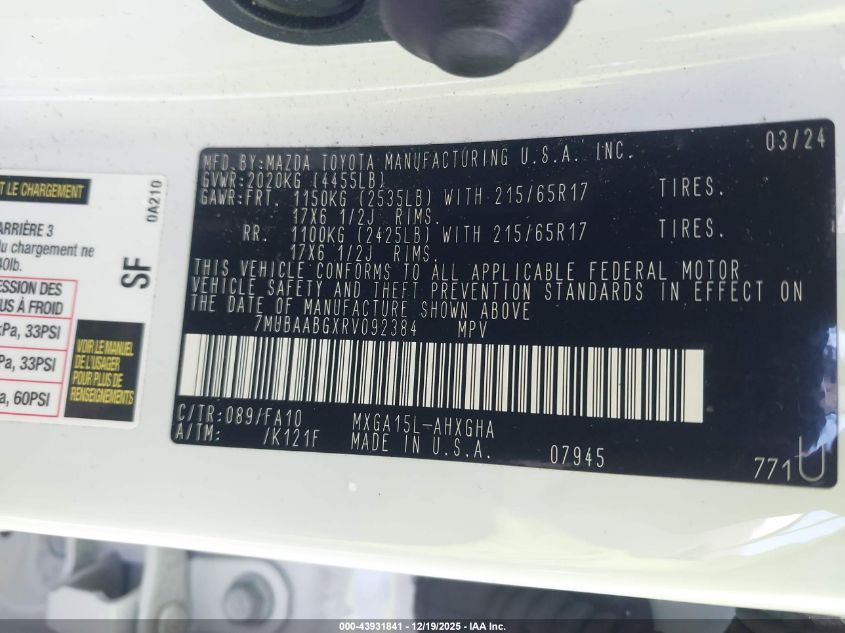 T LE CHARGEMENT
0A210
ARRIÈRE 3
du chargement ne
40lb.
SF
ESSION DES
US À FROID
kPa, 33PSI
Pa, 33PSI
a, 60PSI
VOIR LE MANUEL
DE L'USAGER
POUR PLUS DE
RENSEIGNEMENTS
03/24
MFD.BY:MAZDA TOYOTA MANUFACTURING U.S.A. INC.
GVWR:2020KG (4455LB)
GAWR:FRT. 1150KG (2535LB) WITH 215/65R17 TIRES.
17X6 1/2J RIMS.
RR. 1100KG (2425LB) WITH 215/65R17 TIRES.
17X6 1/2J RIMS.
THIS VEHICLE CONFORMS TO ALL APPLICABLE FEDERAL MOTOR
VEHICLE SAFETY AND THEFT PREVENTION STANDARDS IN EFFECT ON
THE DATE OF MANUFACTURE SHOWN ABOVE
7MUBAABGXRV092384 MPV
C/TR:089/FA10 MXGA15L-AHXGHA
A/TM: /K121F MADE IN U.S.A. 07945
771U
000-43931841 - 12/19/2025 - IAA Inc.